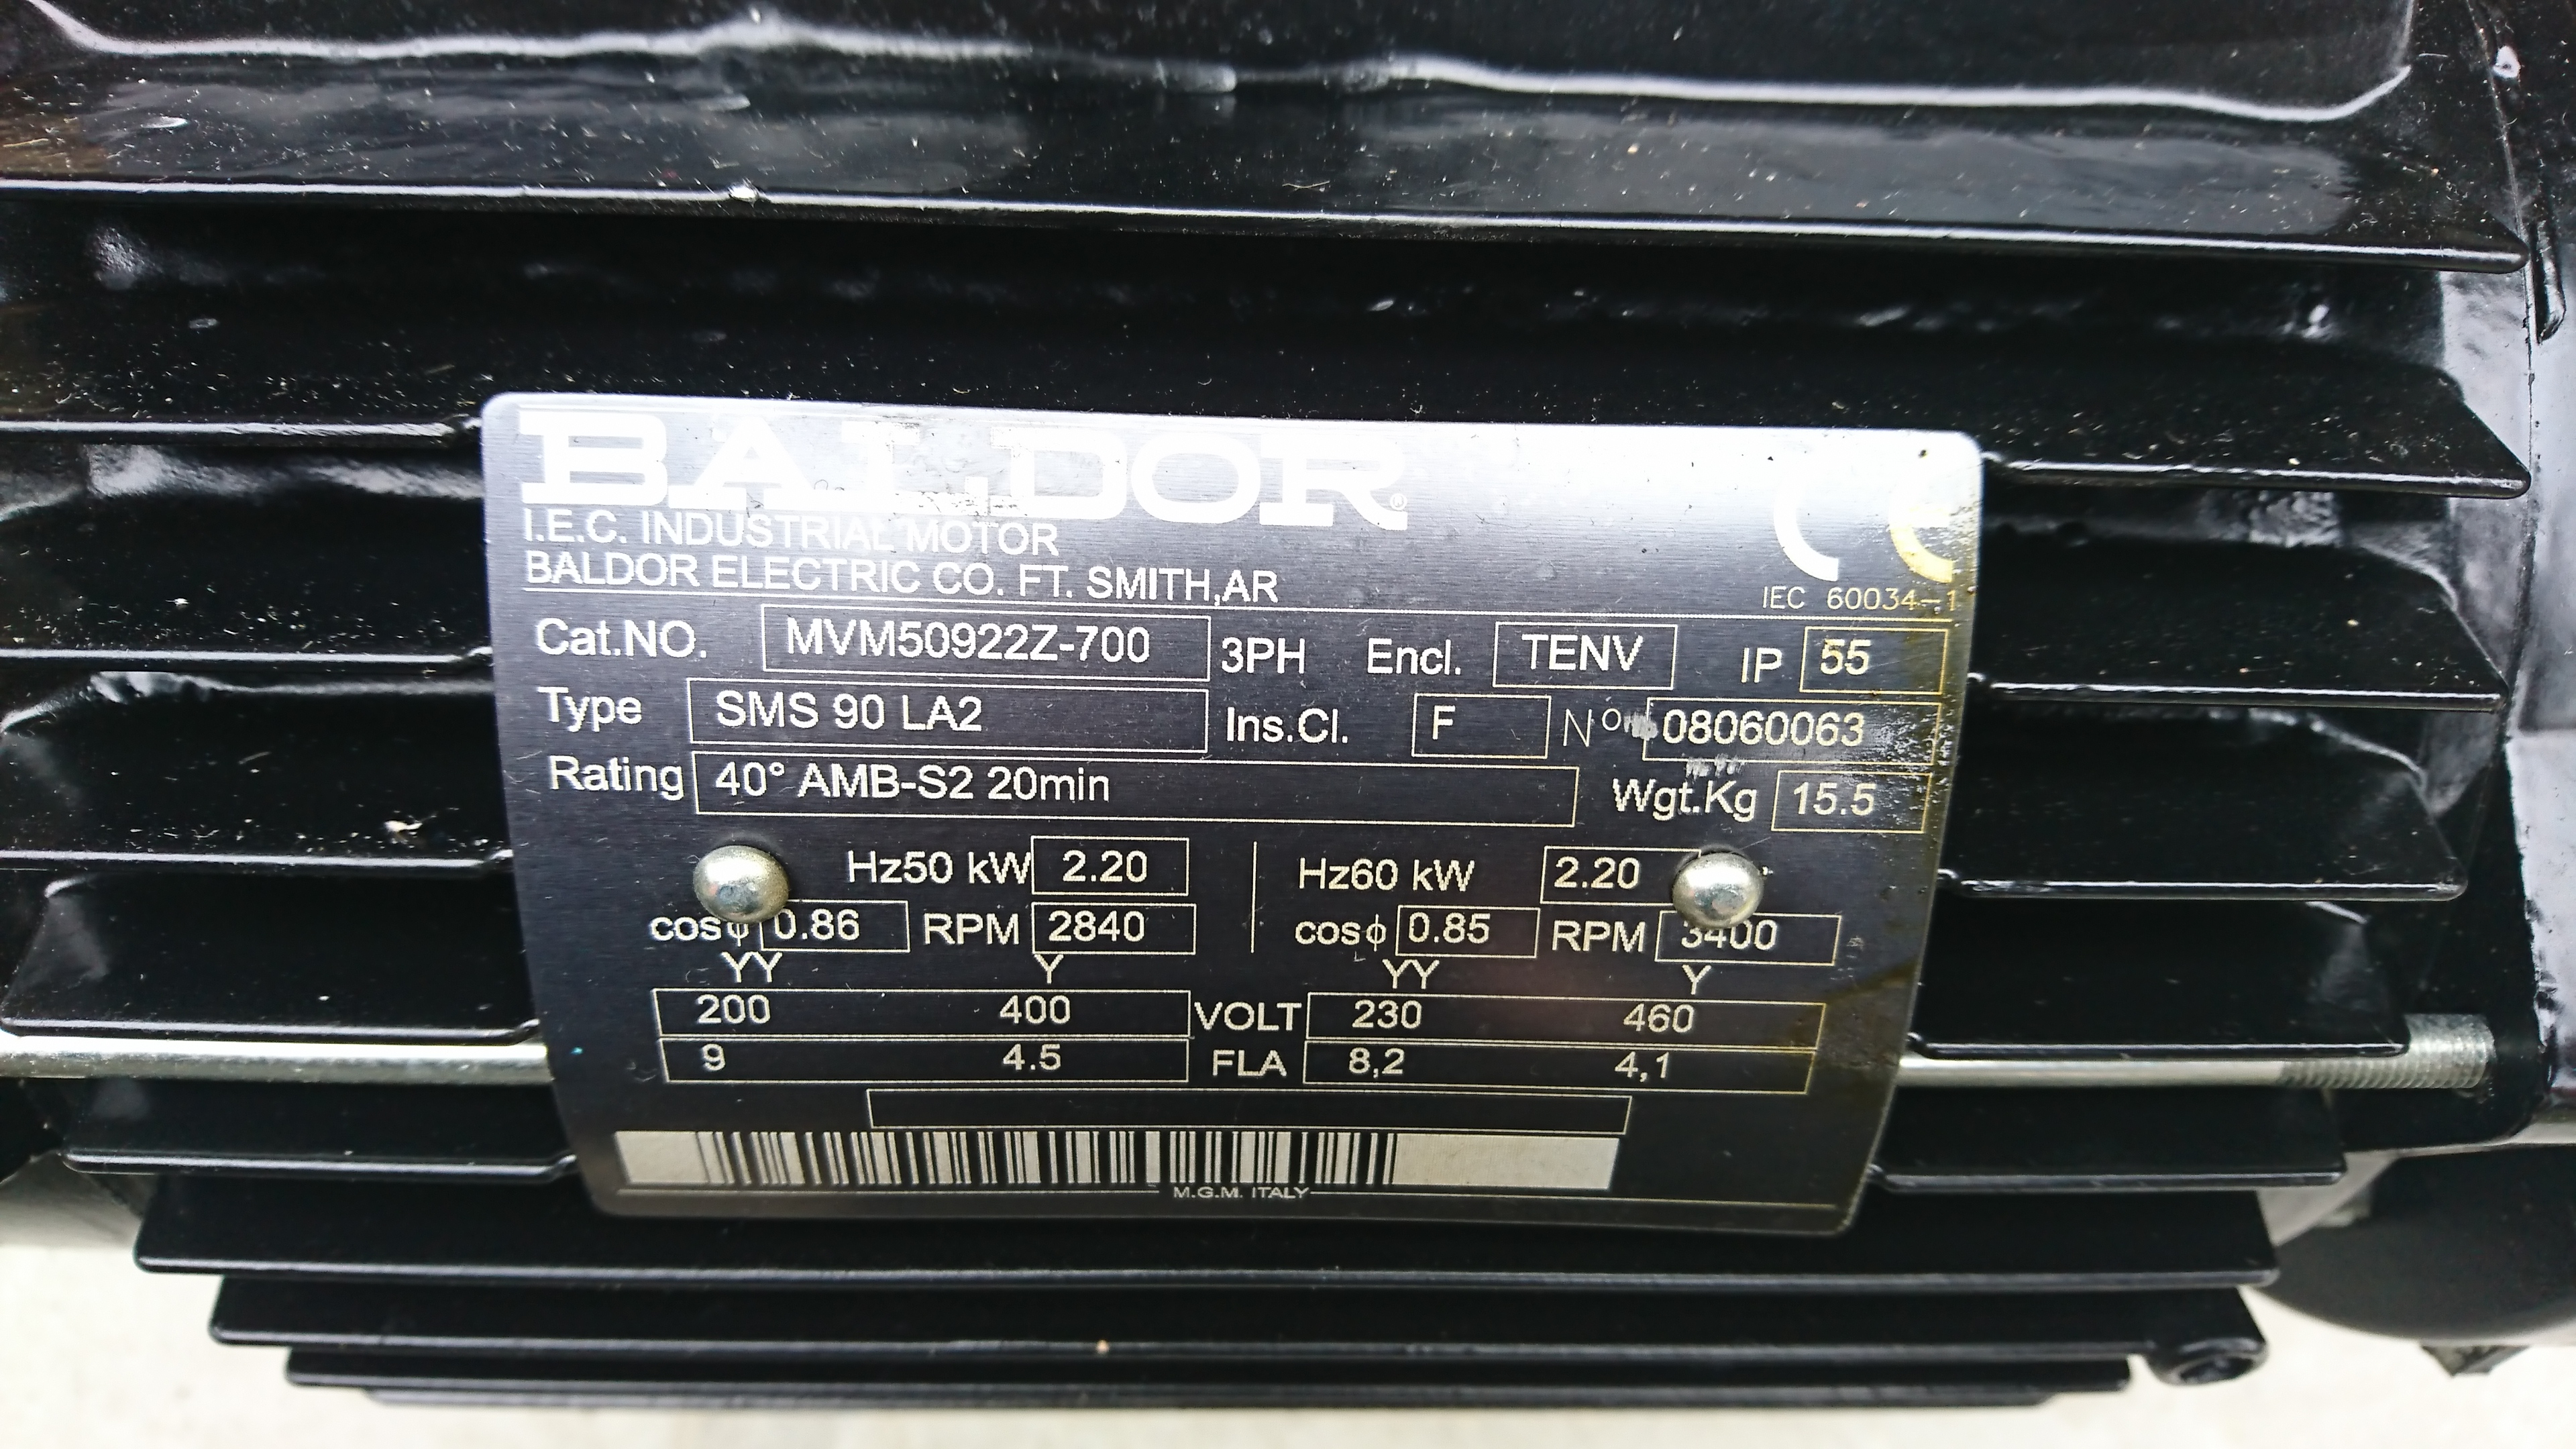 BALDOR®
I.E.C. INDUSTRIAL MOTOR
BALDOR ELECTRIC CO. FT. SMITH,AR
CE
IEC 60034-1
Cat.NO. MVM50922Z-700 3PH Encl. TENV IP 55
Type SMS 90 LA2 Ins.Cl. F Nº 08060063
Rating 40° AMB-S2 20min Wgt.Kg 15.5
Hz50 kW 2.20 Hz60 kW 2.20
cosφ 0.86 RPM 2840 cosφ 0.85 RPM 3400
YY Y YY Y
200 400 VOLT 230 460
9 4.5 FLA 8,2 4,1
M.G.M. ITALY